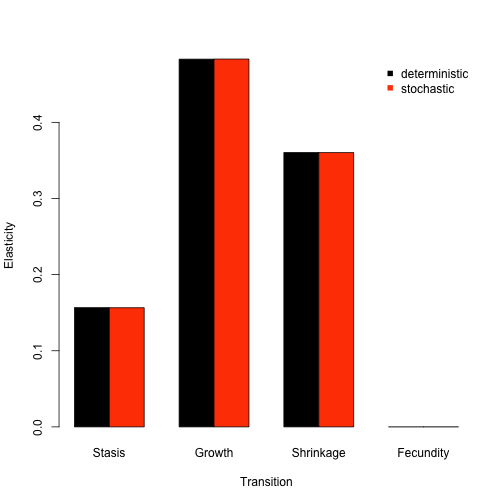 deterministic
stochastic
Elasticity
0.4
0.3
0.2
0.1
0.0
Stasis Growth Shrinkage Fecundity
Transition